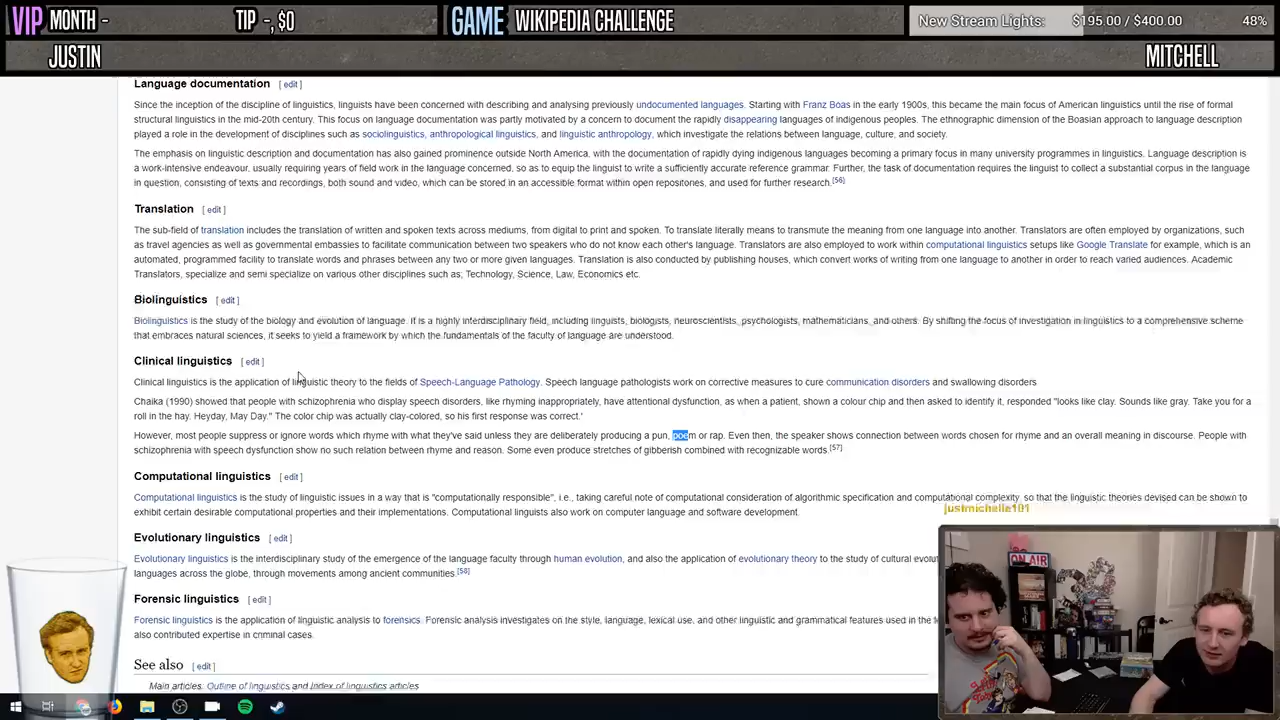 VIP MONTH -
TIP -, $0
GAME WIKIPEDIA CHALLENGE
New Stream Lights: $195.00 / $400.00 48%
JUSTIN
MITCHELL
Language documentation [ edit ]
Since the inception of the discipline of linguistics, linguists have been concerned with describing and analysing previously undocumented languages. Starting with Franz Boas in the early 1900s, this became the main focus of American linguistics until the rise of formal
structural linguistics in the mid-20th century. This focus on language documentation was partly motivated by a concern to document the rapidly disappearing languages of indigenous peoples. The ethnographic dimension of the Boasian approach to language description
played a role in the development of disciplines such as sociolinguistics, anthropological linguistics, and linguistic anthropology, which investigate the relations between language, culture, and society.
The emphasis on linguistic description and documentation has also gained prominence outside North America, with the documentation of rapidly dying indigenous languages becoming a primary focus in many university programmes in linguistics. Language description is
a work-intensive endeavour, usually requiring years of field work in the language concerned, so as to equip the linguist to write a sufficiently accurate reference grammar. Further, the task of documentation requires the linguist to collect a substantial corpus in the language
in question, consisting of texts and recordings, both sound and video, which can be stored in an accessible format within open repositories, and used for further research.[56]
Translation [ edit ]
The sub-field of translation includes the translation of written and spoken texts across mediums, from digital to print and spoken. To translate literally means to transmute the meaning from one language into another. Translators are often employed by organizations, such
as travel agencies as well as governmental embassies to facilitate communication between two speakers who do not know each other's language. Translators are also employed to work within computational linguistics setups like Google Translate for example, which is an
automated, programmed facility to translate words and phrases between any two or more given languages. Translation is also conducted by publishing houses, which convert works of writing from one language to another in order to reach varied audiences. Academic
Translators, specialize and semi specialize on various other disciplines such as; Technology, Science, Law, Economics etc.
Biolinguistics [ edit ]
Biolinguistics is the study of the biology and evolution of language. It is a highly interdisciplinary field, including linguists, biologists, neuroscientists, psychologists, mathematicians, and others. By shifting the focus of investigation in linguistics to a comprehensive scheme
that embraces natural sciences, it seeks to yield a framework by which the fundamentals of the faculty of language are understood.
Clinical linguistics [ edit ]
Clinical linguistics is the application of linguistic theory to the fields of Speech-Language Pathology. Speech language pathologists work on corrective measures to cure communication disorders and swallowing disorders
Chaika (1990) showed that people with schizophrenia who display speech disorders, like rhyming inappropriately, have attentional dysfunction, as when a patient, shown a colour chip and then asked to identify it, responded "looks like clay. Sounds like gray. Take you for a
roll in the hay. Heyday, May Day." The color chip was actually clay-colored, so his first response was correct.'
However, most people suppress or ignore words which rhyme with what they've said unless they are deliberately producing a pun, poem or rap. Even then, the speaker shows connection between words chosen for rhyme and an overall meaning in discourse. People with
schizophrenia with speech dysfunction show no such relation between rhyme and reason. Some even produce stretches of gibberish combined with recognizable words.[57]
Computational linguistics [ edit ]
Computational linguistics is the study of linguistic issues in a way that is "computationally responsible", i.e., taking careful note of computational consideration of algorithmic specification and computational complexity, so that the linguistic theories devised can be shown to
exhibit certain desirable computational properties and their implementations. Computational linguists also work on computer language and software development.
justmichelle101
Evolutionary linguistics [ edit ]
Evolutionary linguistics is the interdisciplinary study of the emergence of the language faculty through human evolution, and also the application of evolutionary theory to the study of cultural evolut
languages across the globe, through movements among ancient communities.[58]
ON AIR
Forensic linguistics [ edit ]
Forensic linguistics is the application of linguistic analysis to forensics. Forensic analysis investigates on the style, language, lexical use, and other linguistic and grammatical features used in the
also contributed expertise in criminal cases.
See also [ edit ]
Main articles: Outline of linguistics and Index of linguistics articles